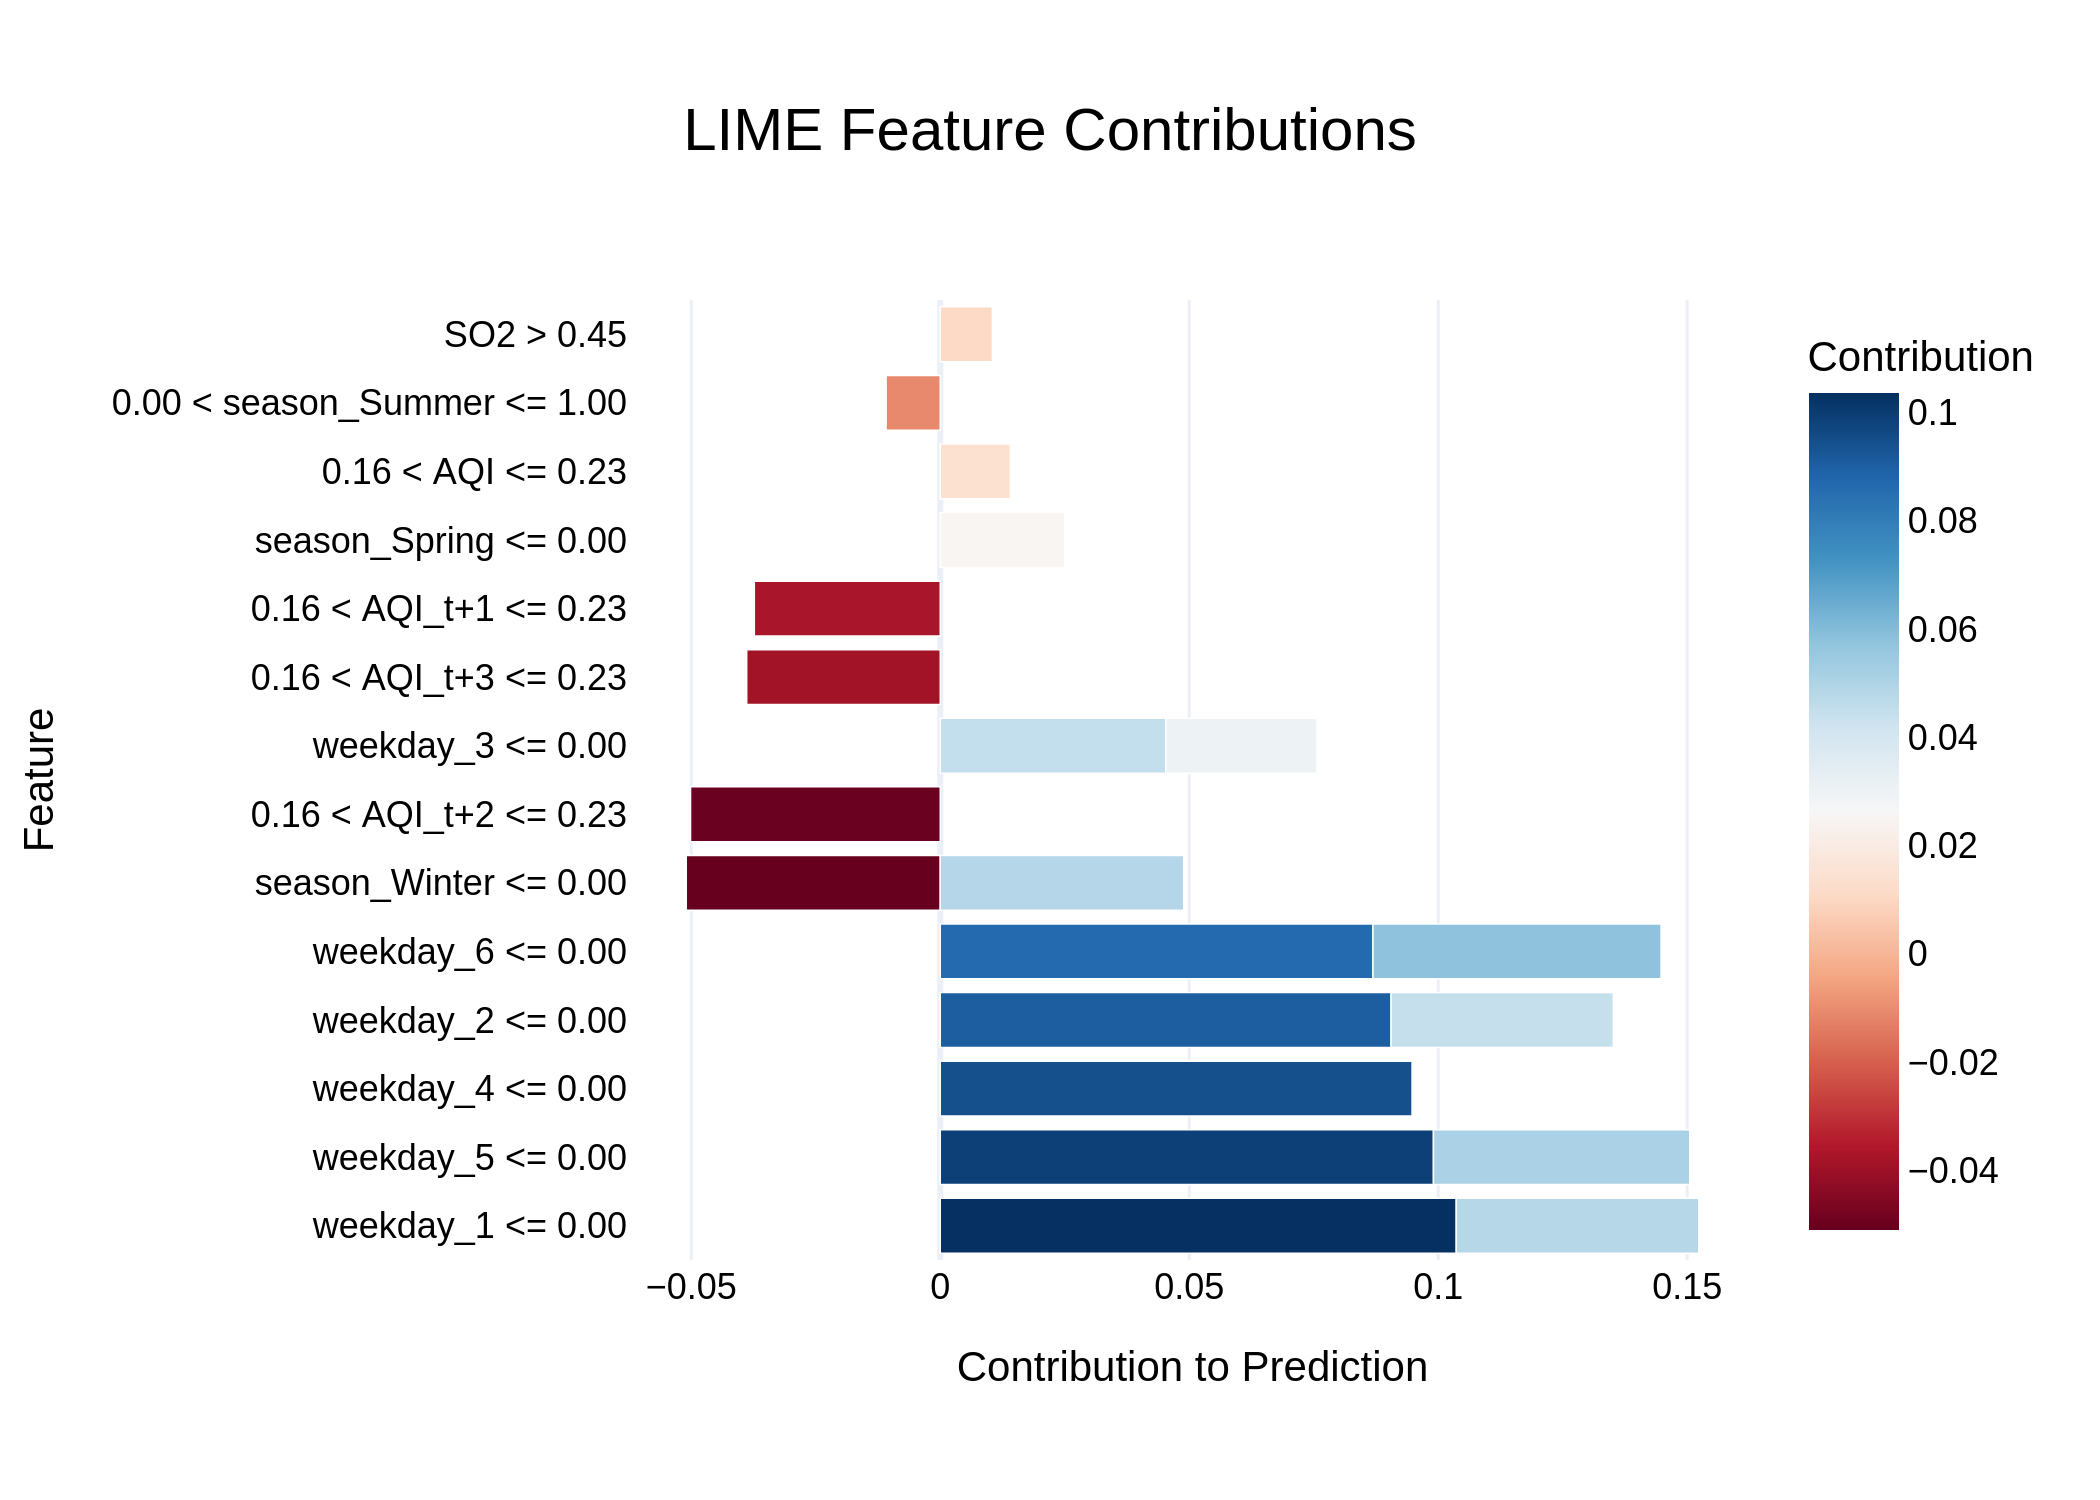 LIME Feature Contributions
SO2 > 0.45
0.00 < season_Summer <= 1.00
0.16 < AQI <= 0.23
season_Spring <= 0.00
0.16 < AQI_t+1 <= 0.23
0.16 < AQI_t+3 <= 0.23
weekday_3 <= 0.00
0.16 < AQI_t+2 <= 0.23
season_Winter <= 0.00
weekday_6 <= 0.00
weekday_2 <= 0.00
weekday_4 <= 0.00
weekday_5 <= 0.00
weekday_1 <= 0.00
Feature
−0.05 0 0.05 0.1 0.15
Contribution to Prediction
Contribution
0.1
0.08
0.06
0.04
0.02
0
−0.02
−0.04